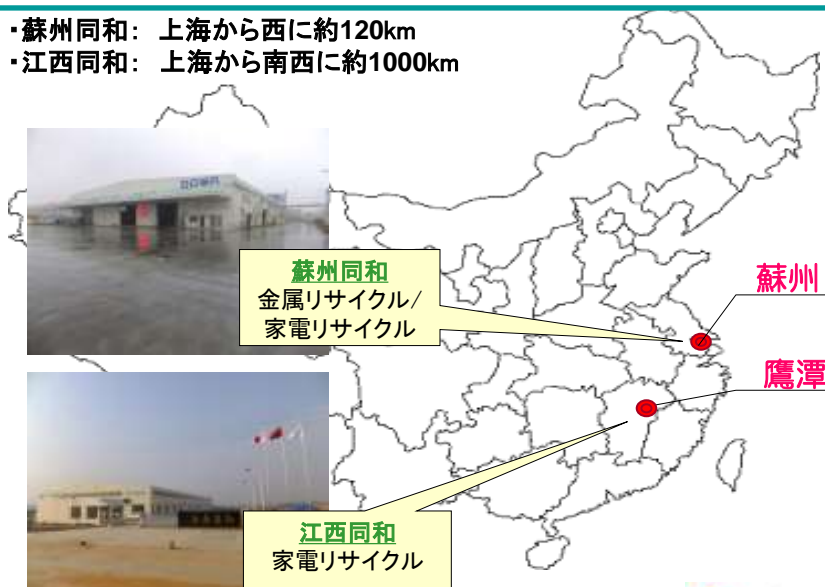 ・蘇州同和： 上海から西に約120km
・江西同和： 上海から南西に約1000km
蘇州同和
金属リサイクル/
家電リサイクル
蘇州
鷹潭
江西同和
家電リサイクル